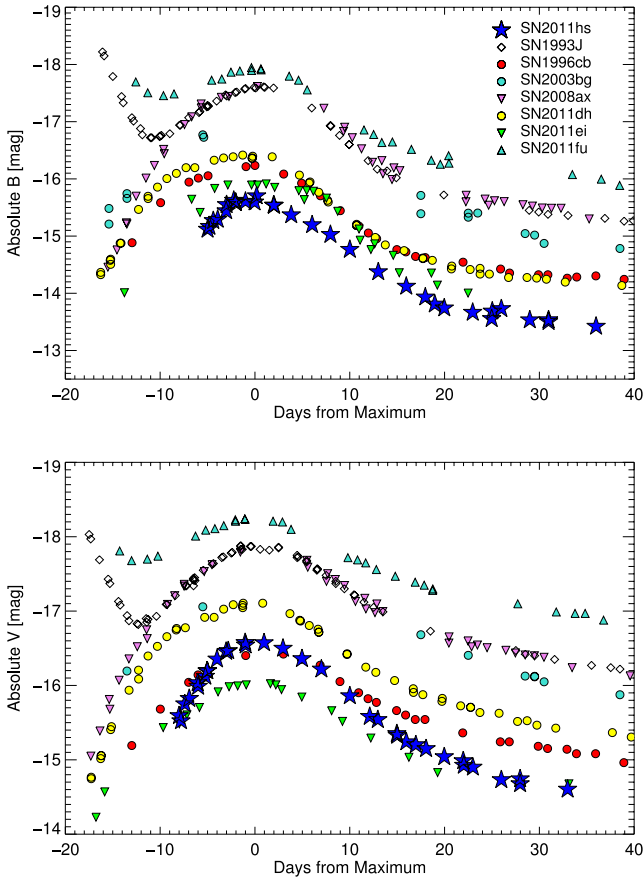 −19
−18
−17
−16
−15
−14
−13
Absolute B [mag]
SN2011hs
SN1993J
SN1996cb
SN2003bg
SN2008ax
SN2011dh
SN2011ei
SN2011fu
−20 −10 0 10 20 30 40
Days from Maximum
−19
−18
−17
−16
−15
−14
Absolute V [mag]
−20 −10 0 10 20 30 40
Days from Maximum